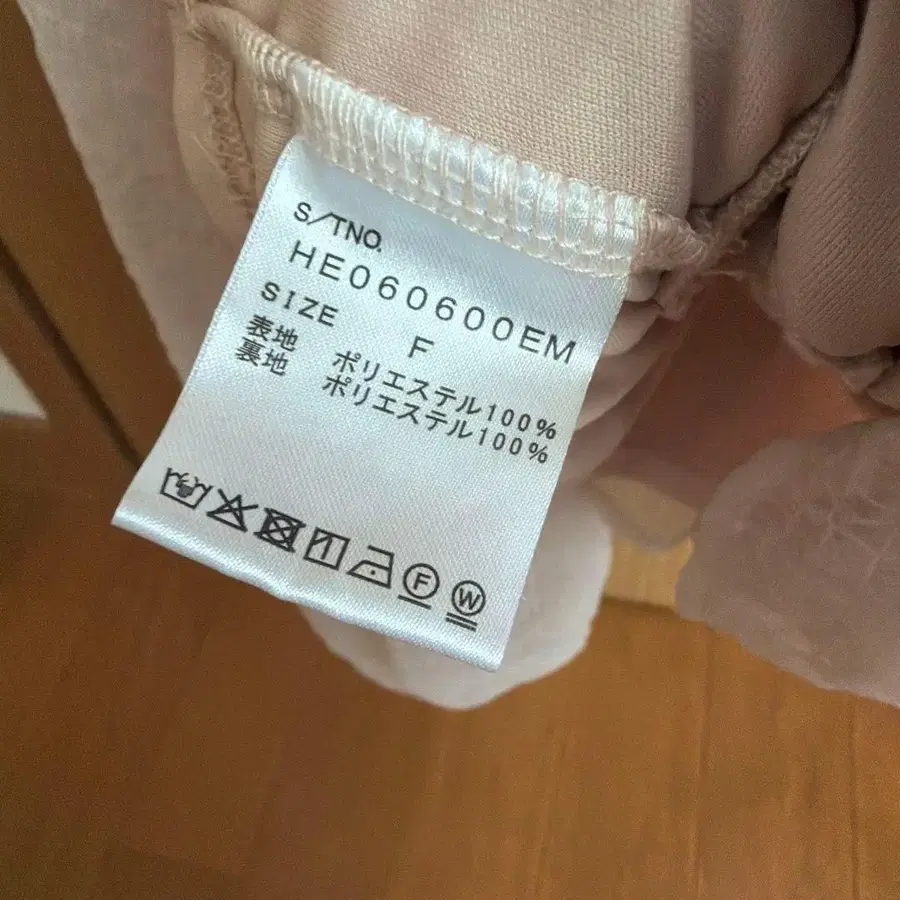 S/TNO.
HE060600EM
SIZE F
表地 ポリエステル100%
裏地 ポリエステル100%
F W